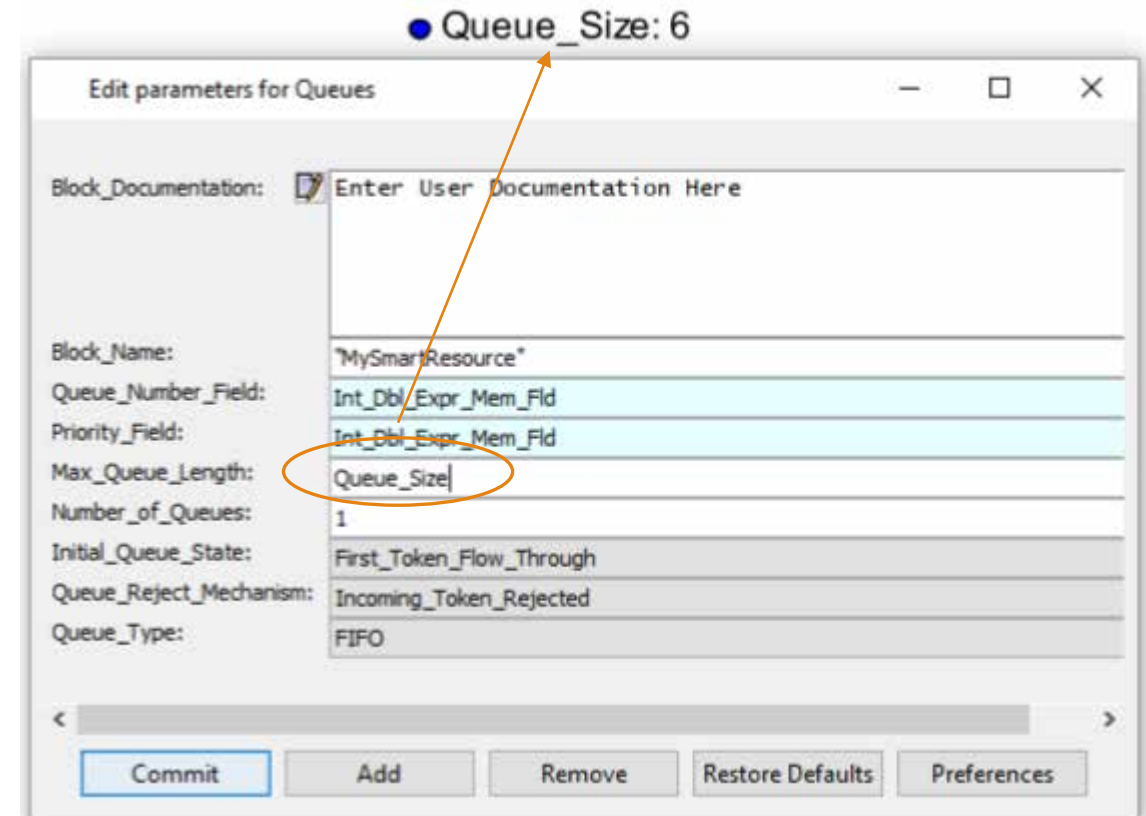 Queue_Size: 6
Edit parameters for Queues
Block_Documentation: Enter User Documentation Here
Block_Name: "MySmartResource"
Queue_Number_Field: Int_Dbl_Expr_Mem_Fld
Priority_Field: Int_Dbl_Expr_Mem_Fld
Max_Queue_Length: Queue_Size
Number_of_Queues: 1
Initial_Queue_State: First_Token_Flow_Through
Queue_Reject_Mechanism: Incoming_Token_Rejected
Queue_Type: FIFO
Commit Add Remove Restore Defaults Preferences